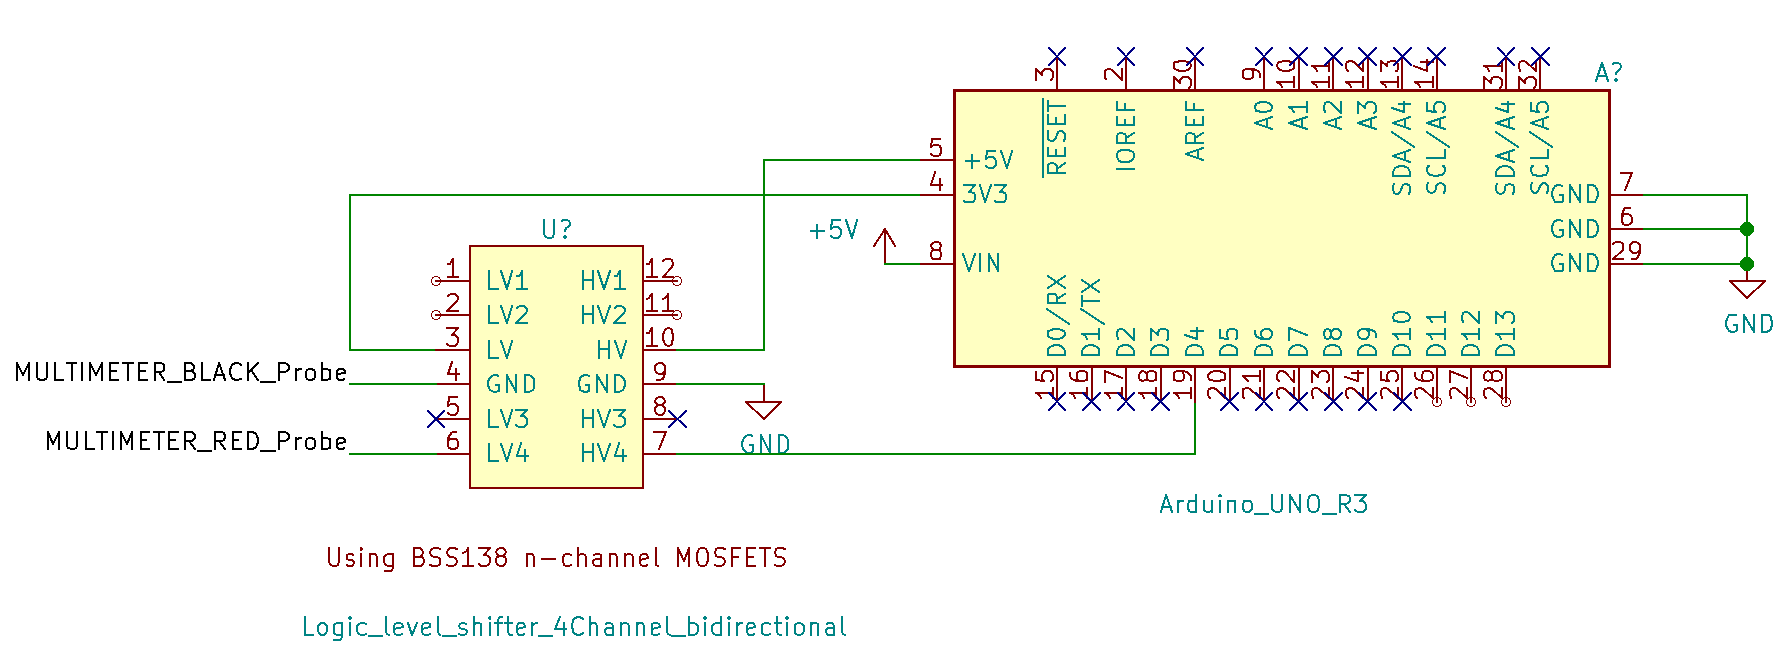 3
2
30
9
10
11
12
13
14
31
32
A?
RESET
IOREF
AREF
A0
A1
A2
A3
SDA/A4
SCL/A5
SDA/A4
SCL/A5
5
+5V
4
3V3
+5V
8
VIN
GND
7
GND
6
GND
29
GND
D0/RX
D1/TX
D2
D3
D4
D5
D6
D7
D8
D9
D10
D11
D12
D13
15
16
17
18
19
20
21
22
23
24
25
26
27
28
U?
1 LV1 HV1 12
2 LV2 HV2 11
3 LV HV 10
MULTIMETER_BLACK_Probe 4 GND GND 9
5 LV3 HV3 8
MULTIMETER_RED_Probe 6 LV4 HV4 7
GND
Arduino_UNO_R3
Using BSS138 n-channel MOSFETS
Logic_level_shifter_4Channel_bidirectional